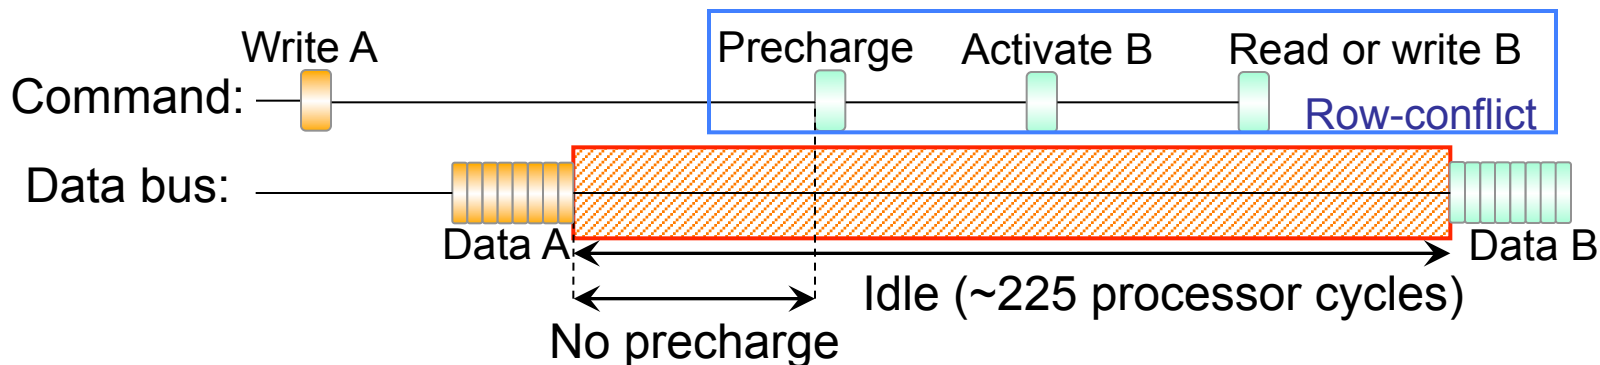 Write A
Precharge
Activate B
Read or write B
Command:
Row-conflict
Data bus:
Data A
Data B
Idle (~225 processor cycles)
No precharge